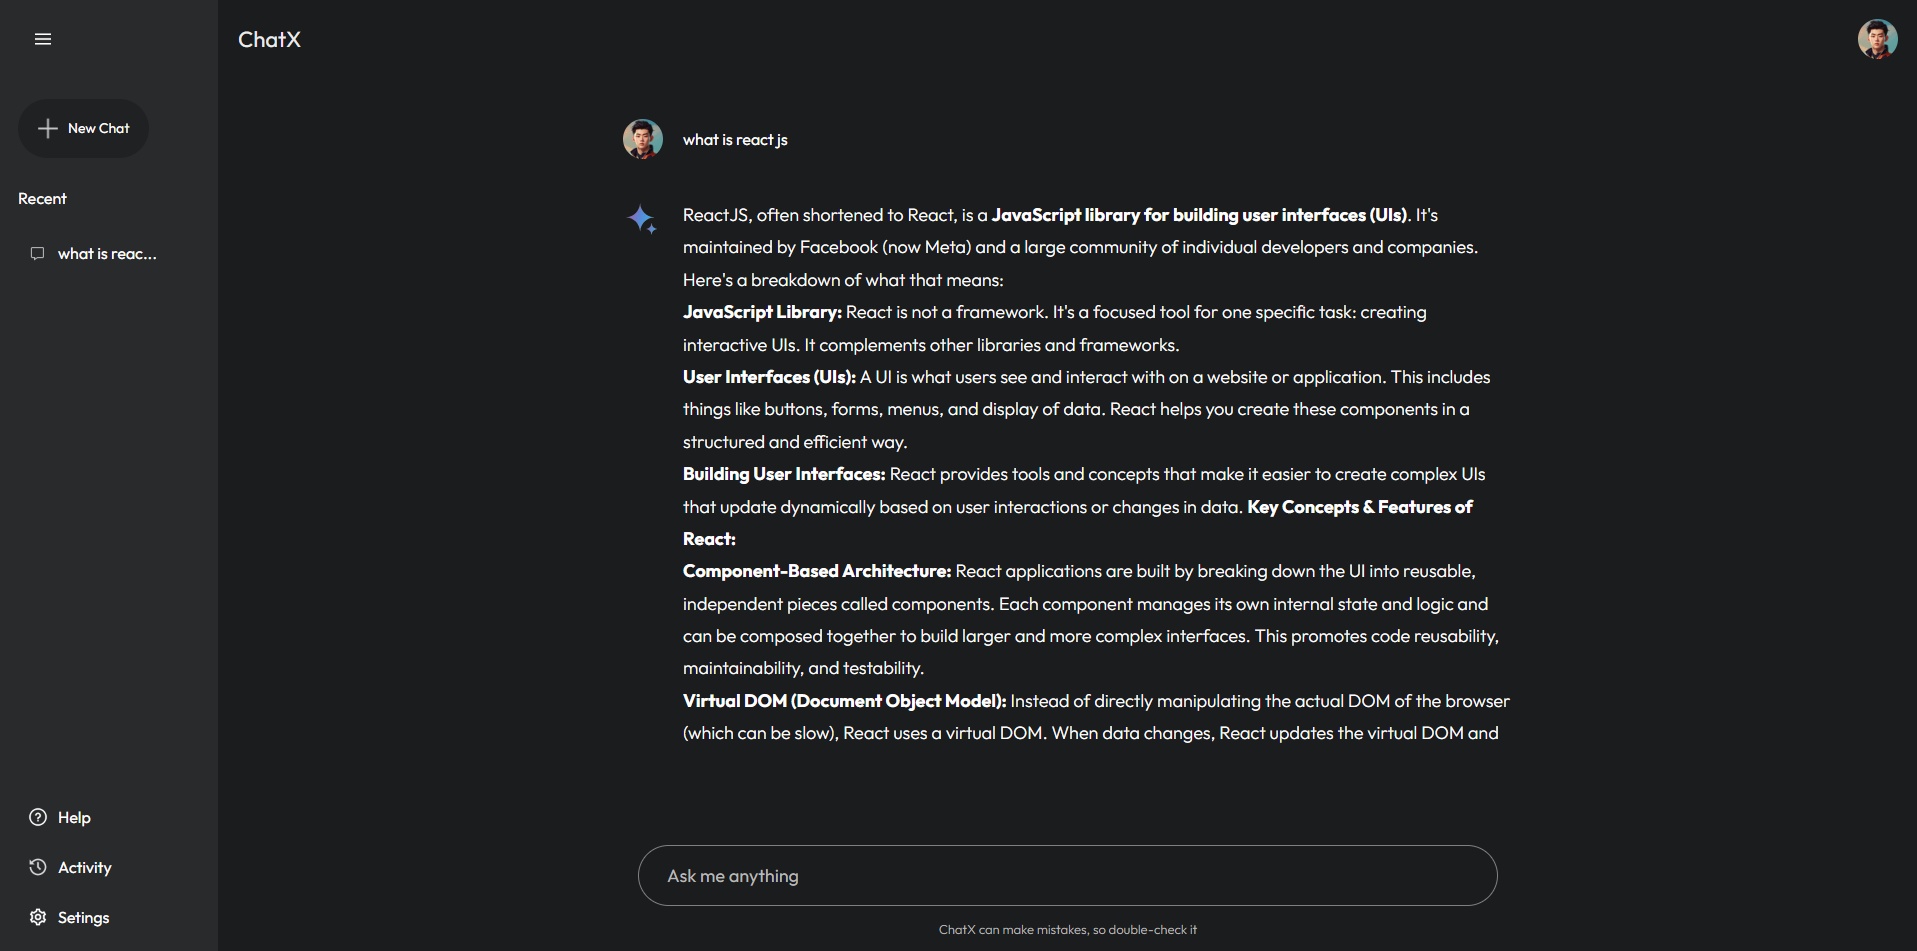 ChatX
New Chat
Recent
what is reac...
Help
Activity
Setings
what is react js
ReactJS, often shortened to React, is a JavaScript library for building user interfaces (UIs). It's
maintained by Facebook (now Meta) and a large community of individual developers and companies.
Here's a breakdown of what that means:
JavaScript Library: React is not a framework. It's a focused tool for one specific task: creating
interactive UIs. It complements other libraries and frameworks.
User Interfaces (UIs): A UI is what users see and interact with on a website or application. This includes
things like buttons, forms, menus, and display of data. React helps you create these components in a
structured and efficient way.
Building User Interfaces: React provides tools and concepts that make it easier to create complex UIs
that update dynamically based on user interactions or changes in data. Key Concepts & Features of
React:
Component-Based Architecture: React applications are built by breaking down the UI into reusable,
independent pieces called components. Each component manages its own internal state and logic and
can be composed together to build larger and more complex interfaces. This promotes code reusability,
maintainability, and testability.
Virtual DOM (Document Object Model): Instead of directly manipulating the actual DOM of the browser
(which can be slow), React uses a virtual DOM. When data changes, React updates the virtual DOM and
Ask me anything
ChatX can make mistakes, so double-check it